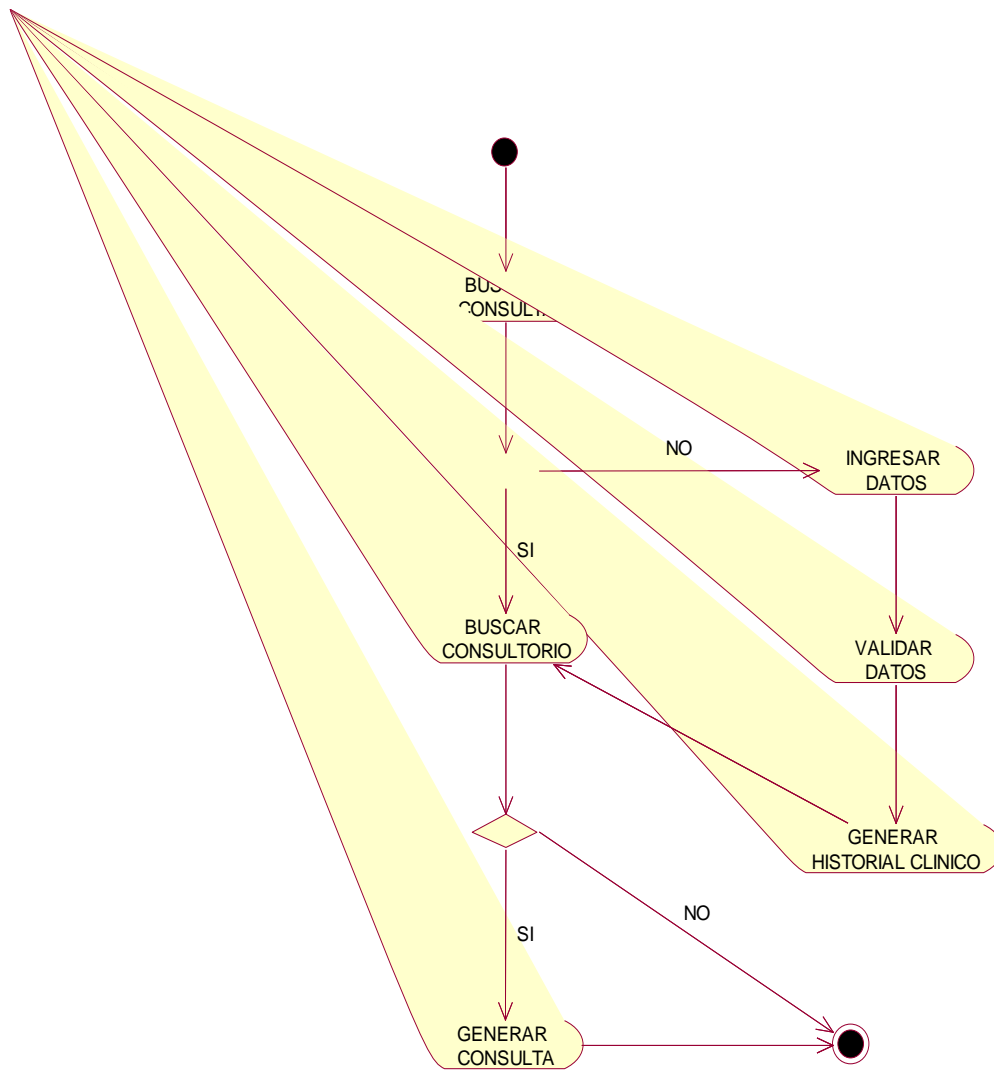 NO
INGRESAR
DATOS
SI
BUSCAR
CONSULTORIO
VALIDAR
DATOS
GENERAR
HISTORIAL CLINICO
NO
SI
GENERAR
CONSULTA